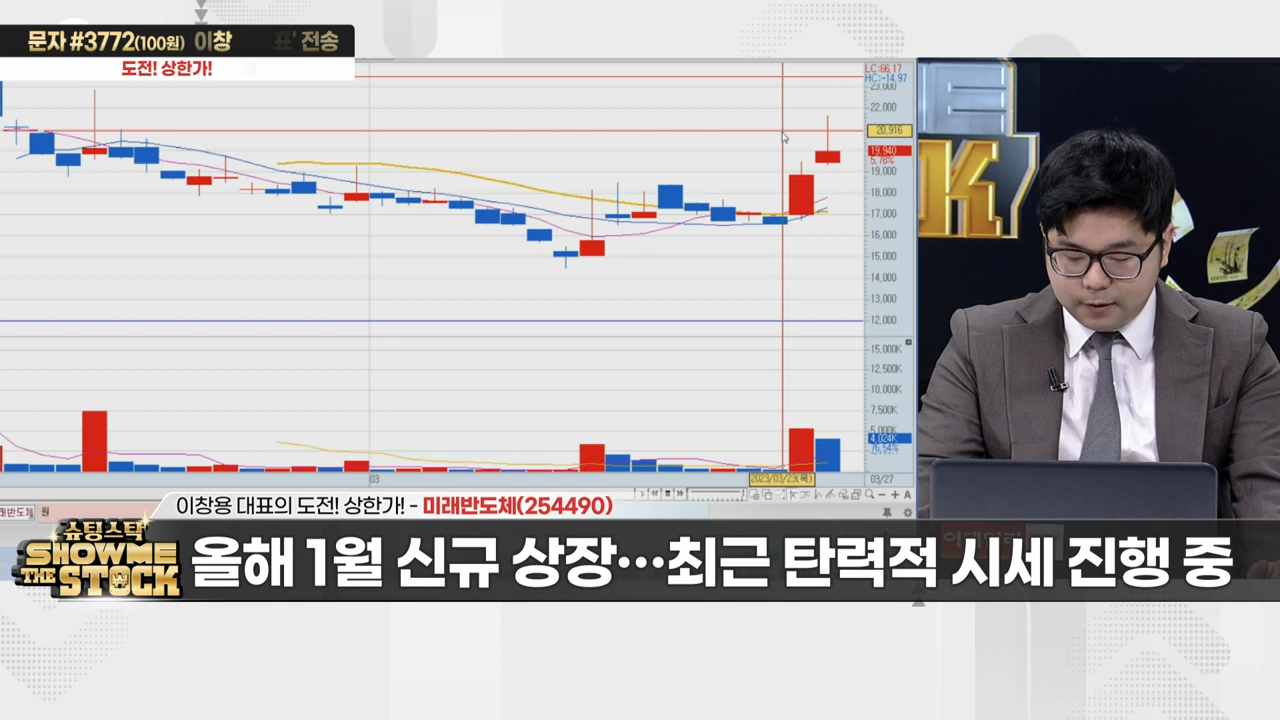 문자 #3772(100원) 이창 표' 전송
도전! 상한가!
LC:66.17
HC:-14.97
23,000
22,000
20,916
19,940
5.78%
19,000
18,000
17,000
16,000
15,000
14,000
13,000
12,000
15,000K
12,500K
10,000K
7,500K
5,000K
4,024K
76.54%
03
2023/03/23(목)
03/27
A
K
이창용 대표의 도전! 상한가! - 미래반도체(254490)
슈팅스탁
SHOW ME
THE STOCK
올해 1월 신규 상장…최근 탄력적 시세 진행 중